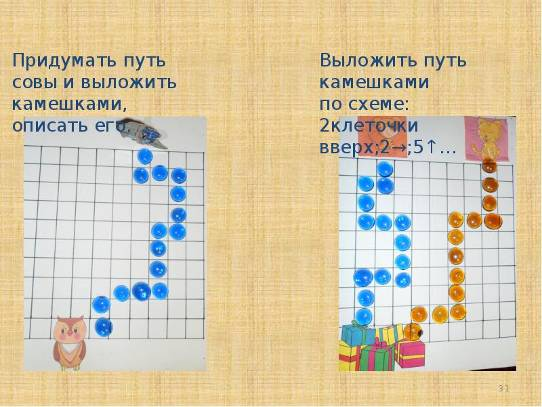 Придумать путь
совы и выложить
камешками,
описать его.
Выложить путь
камешками
по схеме:
2клеточки
вверх;2→;5↑…
31